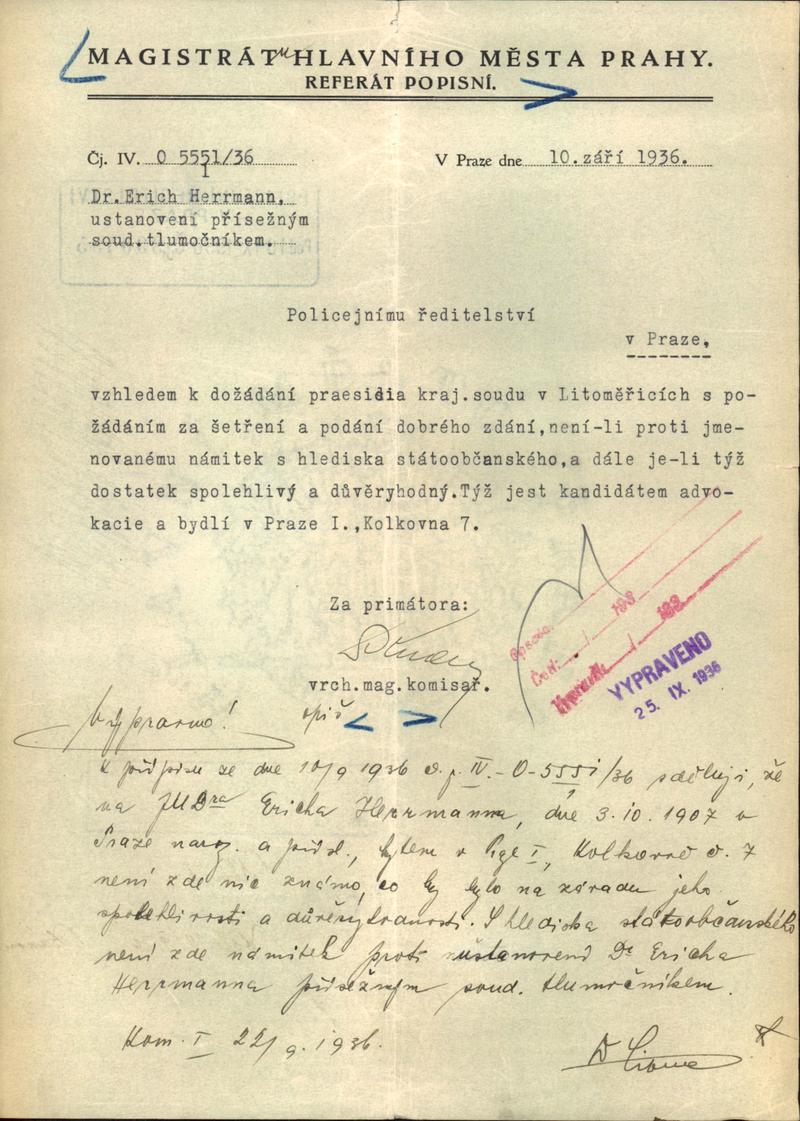 MAGISTRÁT HLAVNÍHO MĚSTA PRAHY.
REFERÁT POPISNÍ.
Čj. IV. O 5551/36
1
V Praze dne 10. září 1936.
Dr. Erich Herrmann,
ustanovení přísežným
soud. tlumočníkem.
Policejnímu ředitelství
v Praze,
vzhledem k dožádání praesidia kraj. soudu v Litoměřicích s po-
žádáním za šetření a podání dobrého zdání, není-li proti jme-
novanému námitek s hlediska státoobčanského, a dále je-li týž
dostatek spolehlivý a důvěryhodný. Týž jest kandidátem advo-
kacie a bydlí v Praze I., Kolkovna 7.
Za primátora:
vrch. mag. komisař.
VYPRAVENO
25. IX. 1936
Vypraveno!
opis
K přípisu ze dne 10/9 1936 č. j. IV.-O-5551/36 sděluji, že
na JUDra Ericha Herrmanna, dne 3.10.1907 v
Praze naroz. a přísl., bytem v Praze I, Kolkovně č. 7
není zde nic známo, co by bylo na závadu jeho
spolehlivosti a důvěryhodnosti. S hlediska státoobčanského
není zde námitek proti ustanovení Dr Ericha
Herrmanna přísežným soud. tlumočníkem.
Kom. I 22/9. 1936.